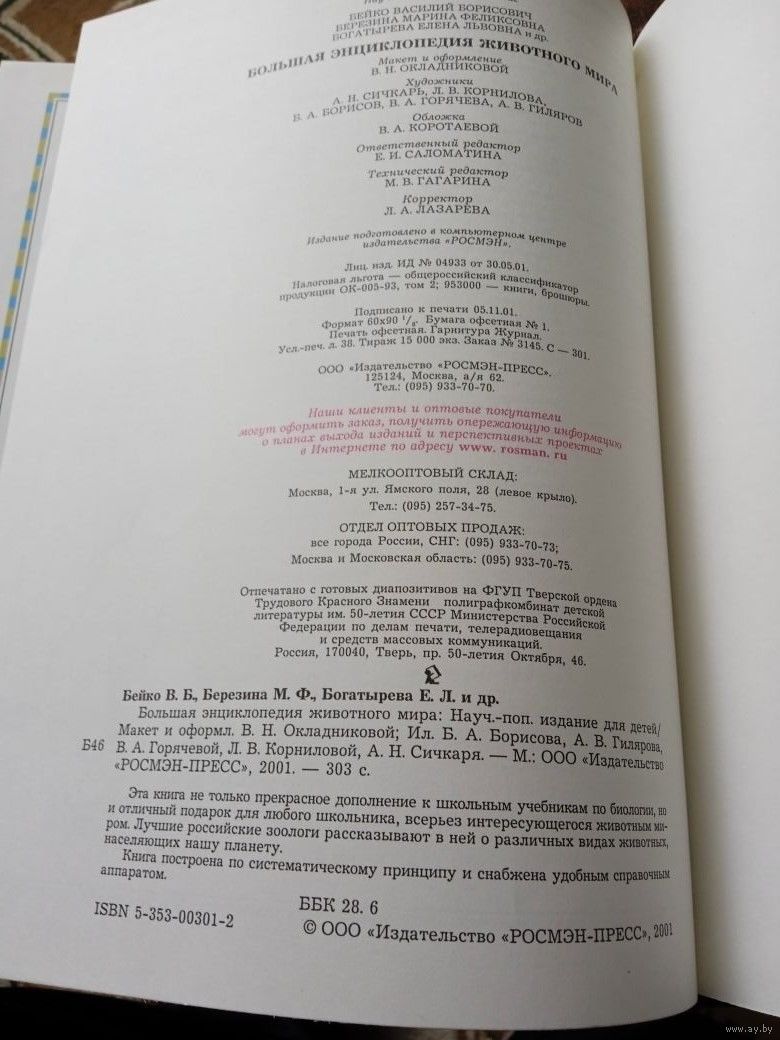 БЕЙКО ВАСИЛИЙ БОРИСОВИЧ
БЕРЕЗИНА МАРИНА ФЕЛИКСОВНА
БОГАТЫРЕВА ЕЛЕНА ЛЬВОВНА и др.
БОЛЬШАЯ ЭНЦИКЛОПЕДИЯ ЖИВОТНОГО МИРА
Макет и оформление
В. Н. ОКЛАДНИКОВОЙ
Художники
А. Н. СИЧКАРЬ, Л. В. КОРНИЛОВА,
Б. А. БОРИСОВ, В. А. ГОРЯЧЕВА, А. В. ГИЛЯРОВ
Обложка
В. А. КОРОТАЕВОЙ
Ответственный редактор
Е. И. САЛОМАТИНА
Технический редактор
М. В. ГАГАРИНА
Корректор
Л. А. ЛАЗАРЕВА
Издание подготовлено в компьютерном центре
издательства «РОСМЭН».
Лиц. изд. ИД № 04933 от 30.05.01.
Налоговая льгота — общероссийский классификатор
продукции ОК-005-93, том 2; 953000 — книги, брошюры.
Подписано к печати 05.11.01.
Формат 60х90 1/8. Бумага офсетная № 1.
Печать офсетная. Гарнитура Журнал.
Усл.-печ. л. 38. Тираж 15 000 экз. Заказ № 3145. С — 301.
ООО «Издательство «РОСМЭН-ПРЕСС».
125124, Москва, а/я 62.
Тел.: (095) 933-70-70.
Наши клиенты и оптовые покупатели
могут оформить заказ, получить опережающую информацию
о планах выхода изданий и перспективных проектах
в Интернете по адресу www. rosman. ru
МЕЛКООПТОВЫЙ СКЛАД:
Москва, 1-я ул. Ямского поля, 28 (левое крыло).
Тел.: (095) 257-34-75.
ОТДЕЛ ОПТОВЫХ ПРОДАЖ:
все города России, СНГ: (095) 933-70-73;
Москва и Московская область: (095) 933-70-75.
Отпечатано с готовых диапозитивов на ФГУП Тверской ордена
Трудового Красного Знамени полиграфкомбинат детской
литературы им. 50-летия СССР Министерства Российской
Федерации по делам печати, телерадиовещания
и средств массовых коммуникаций.
Россия, 170040, Тверь, пр. 50-летия Октября, 46.
Бейко В. Б., Березина М. Ф., Богатырева Е. Л. и др.
Большая энциклопедия животного мира: Науч.-поп. издание для детей/
Макет и оформл. В. Н. Окладниковой; Ил. Б. А. Борисова, А. В. Гилярова,
Б46 В. А. Горячевой, Л. В. Корниловой, А. Н. Сичкаря. — М.: ООО «Издательство
«РОСМЭН-ПРЕСС», 2001. — 303 с.
Эта книга не только прекрасное дополнение к школьным учебникам по биологии, но
и отличный подарок для любого школьника, всерьез интересующегося животным ми-
ром. Лучшие российские зоологи рассказывают в ней о различных видах животных,
населяющих нашу планету.
Книга построена по систематическому принципу и снабжена удобным справочным
аппаратом.
ББК 28. 6
ISBN 5-353-00301-2
© ООО «Издательство «РОСМЭН-ПРЕСС», 2001
www.ay.by